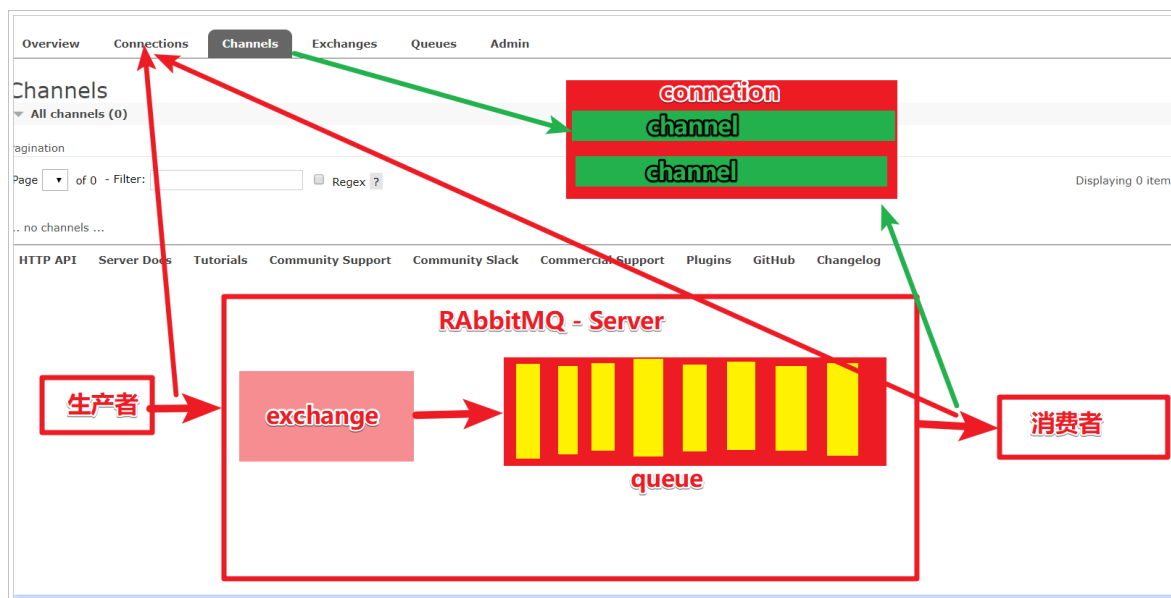 Overview Connections Channels Exchanges Queues Admin
Channels
All channels (0)
Pagination
Page of 0 - Filter: Regex ? Displaying 0 item
... no channels ...
HTTP API Server Docs Tutorials Community Support Community Slack Commercial Support Plugins GitHub Changelog
connetion
channel
channel
RAbbitMQ - Server
生产者
exchange
queue
消费者